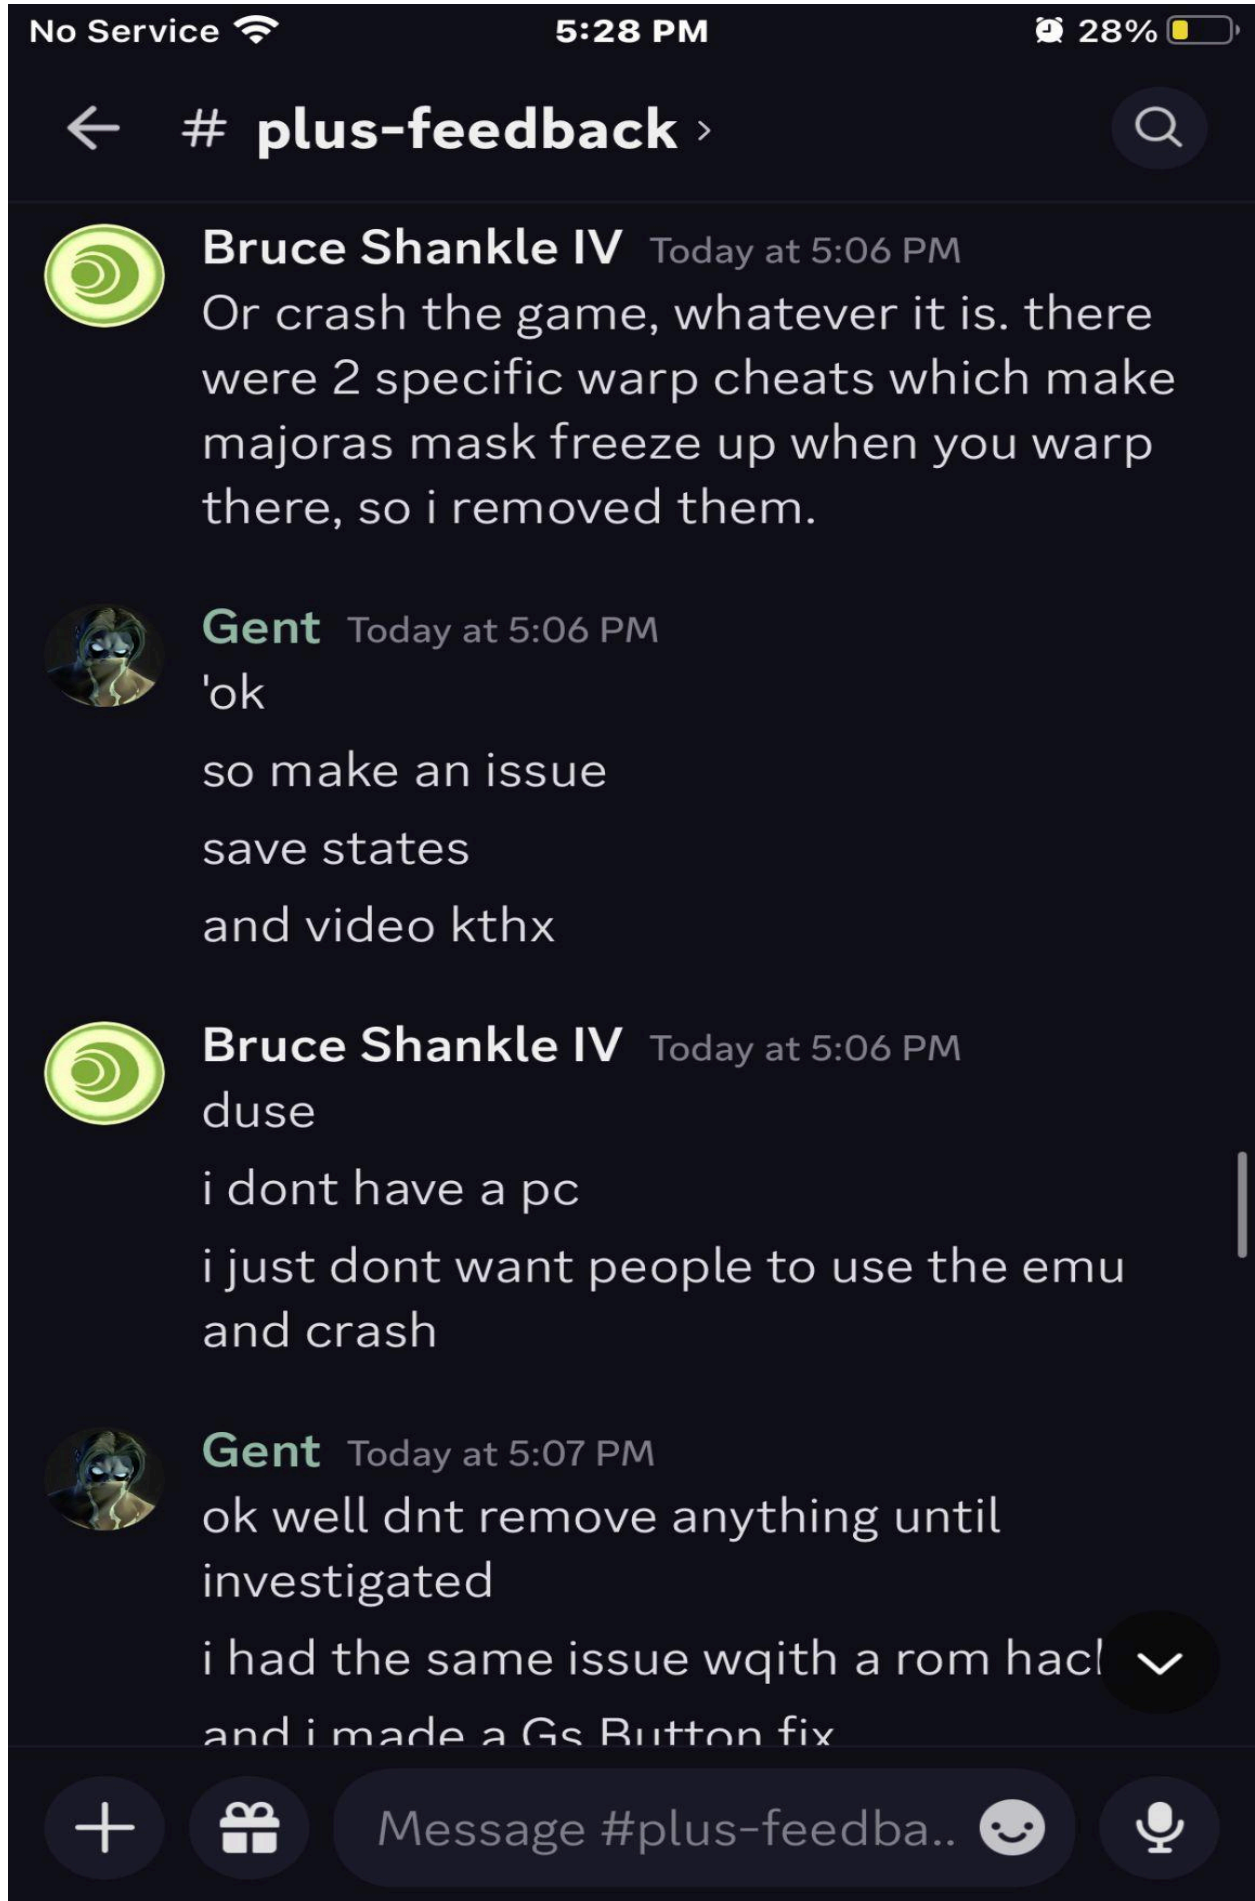 No Service 5:28 PM 28%
# plus-feedback ›
Bruce Shankle IV Today at 5:06 PM
Or crash the game, whatever it is. there
were 2 specific warp cheats which make
majoras mask freeze up when you warp
there, so i removed them.
Gent Today at 5:06 PM
'ok
so make an issue
save states
and video kthx
Bruce Shankle IV Today at 5:06 PM
duse
i dont have a pc
i just dont want people to use the emu
and crash
Gent Today at 5:07 PM
ok well dnt remove anything until
investigated
i had the same issue wqith a rom
and i made a Gs Button fix
Message #plus-feedba..